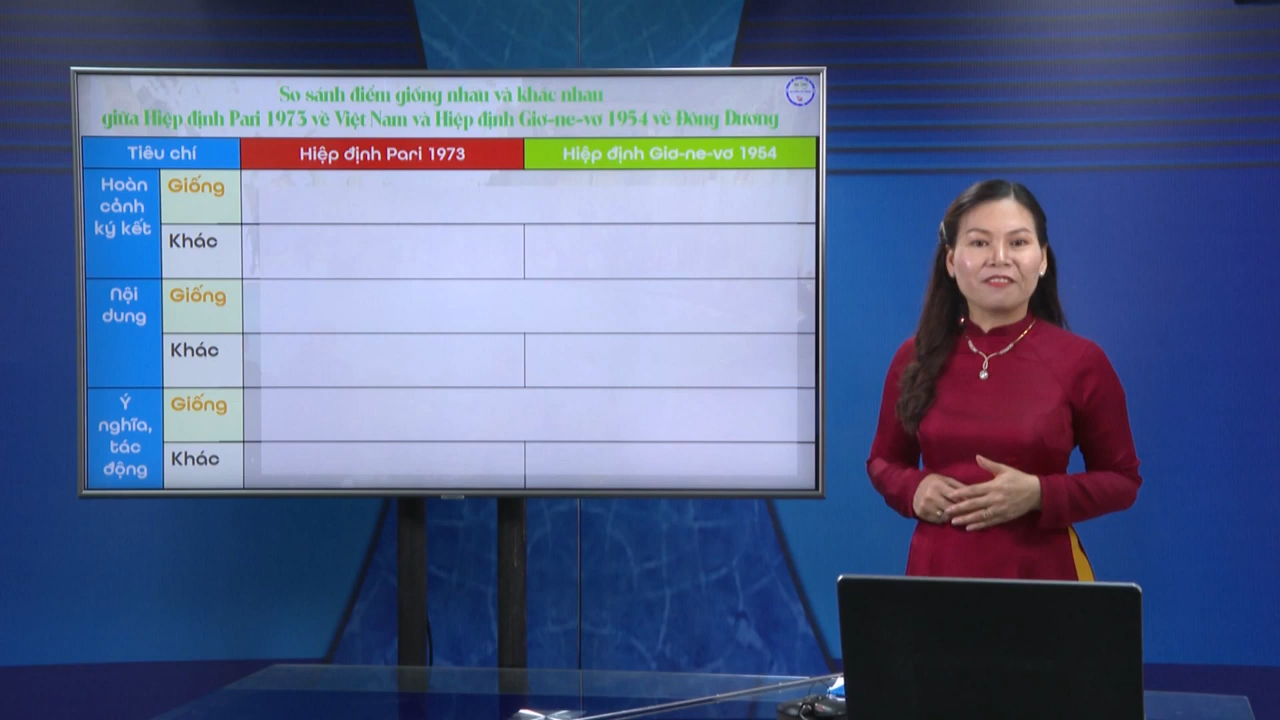 So sánh điểm giống nhau và khác nhau
giữa Hiệp định Pari 1973 về Việt Nam và Hiệp định Giơ-ne-vơ 1954 về Đông Dương
Tiêu chí
Hiệp định Pari 1973
Hiệp định Giơ-ne-vơ 1954
Hoàn
cảnh
ký kết
Giống
Khác
Nội
dung
Giống
Khác
Ý
nghĩa,
tác
động
Giống
Khác